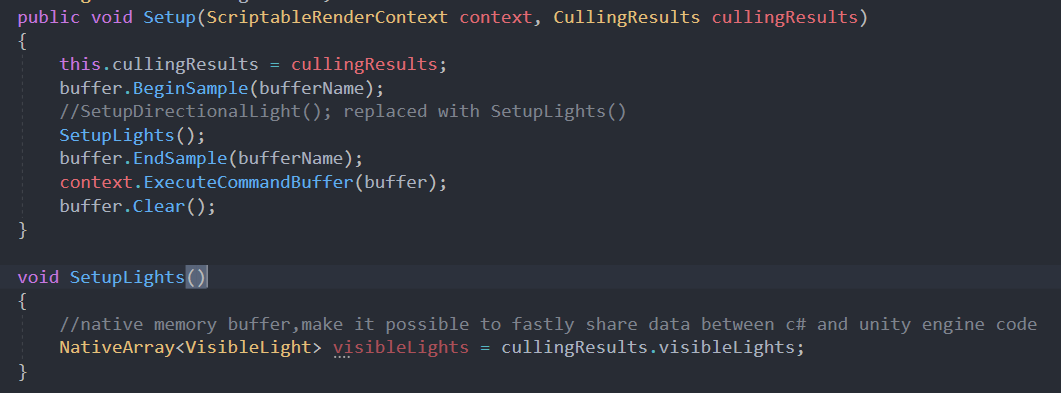 public void Setup(ScriptableRenderContext context, CullingResults cullingResults)
{
this.cullingResults = cullingResults;
buffer.BeginSample(bufferName);
//SetupDirectionalLight(); replaced with SetupLights()
SetupLights();
buffer.EndSample(bufferName);
context.ExecuteCommandBuffer(buffer);
buffer.Clear();
}
void SetupLights()
{
//native memory buffer,make it possible to fastly share data between c# and unity engine code
NativeArray<VisibleLight> visibleLights = cullingResults.visibleLights;
}